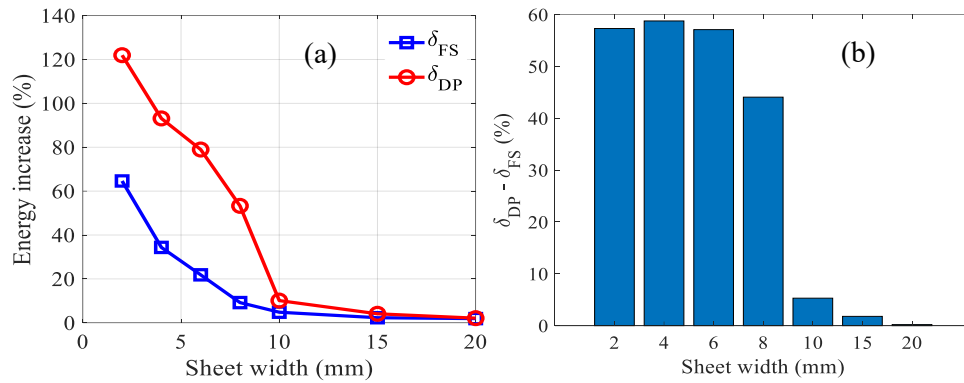 140
120
100
80
60
40
20
0
Energy increase (%)
(a)
δFS
δDP
0 5 10 15 20
Sheet width (mm)
60
50
40
30
20
10
0
δDP - δFS (%)
(b)
2 4 6 8 10 15 20
Sheet width (mm)